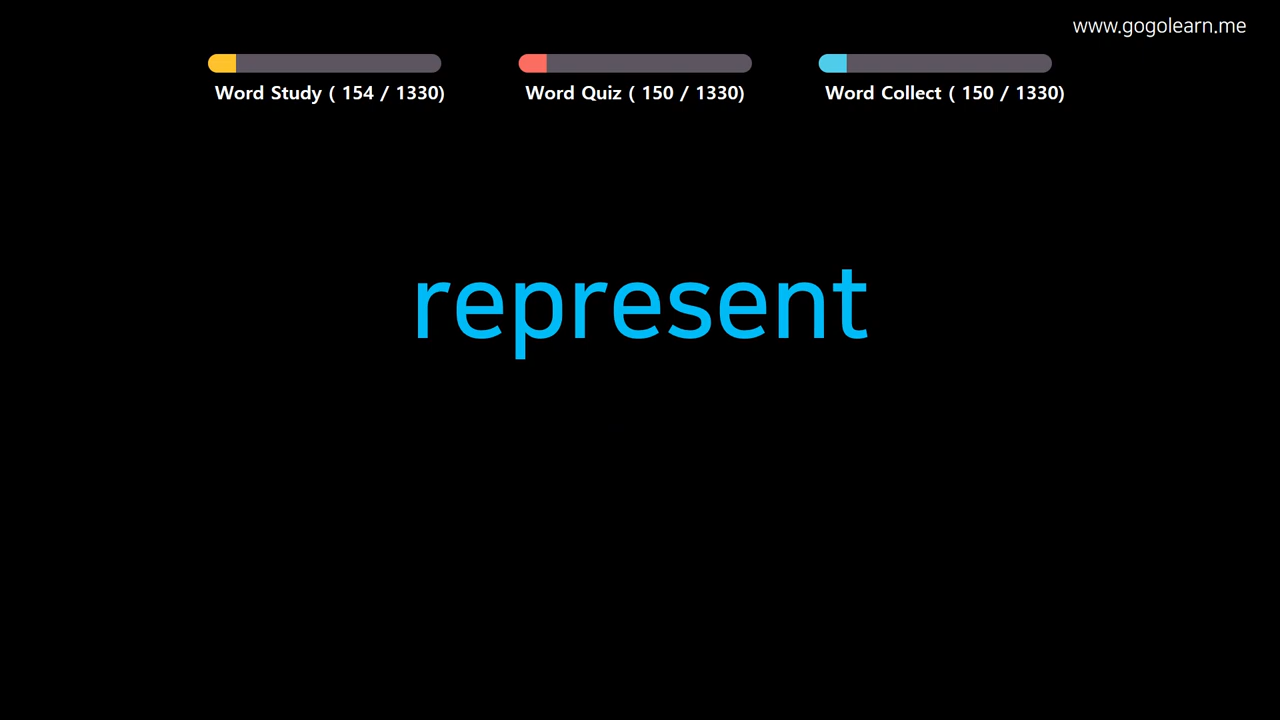 www.gogolearn.me
Word Study ( 154 / 1330) Word Quiz ( 150 / 1330) Word Collect ( 150 / 1330)
represent